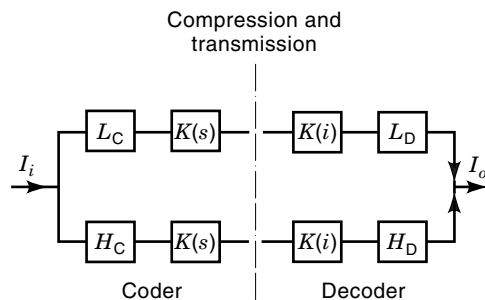 Compression and
transmission
L_C K(s) K(i) L_D
I_i I_o
H_C K(s) K(i) H_D
Coder Decoder